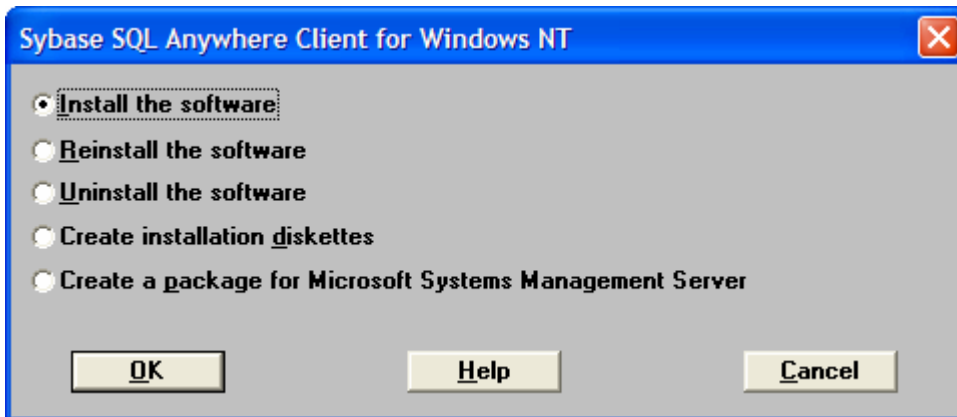 Sybase SQL Anywhere Client for Windows NT
Install the software
Reinstall the software
Uninstall the software
Create installation diskettes
Create a package for Microsoft Systems Management Server
OK Help Cancel